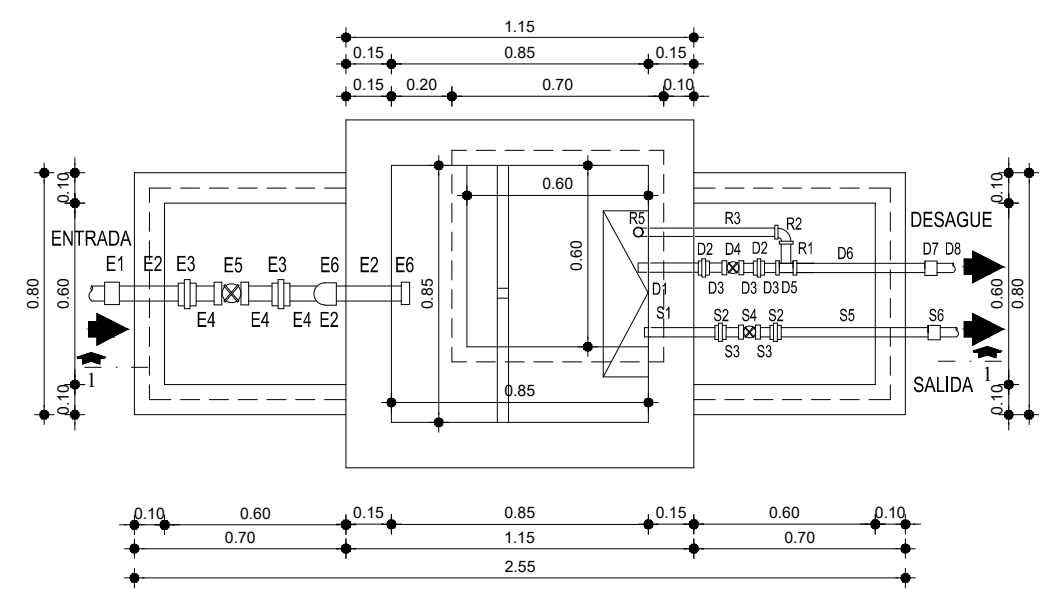 1.15
0.15 0.85 0.15
0.15 0.20 0.70 0.10
0.10 0.60 0.10
0.80 0.60
0.10 0.10
ENTRADA
E1 E2 E3 E5 E3 E6 E2 E6
E4 E4 E4 E2
1
0.85
0.60
0.60
0.85
R5 R3 R2
R1
D2 D4 D2 D6 D7 D8
D1 D3 D3 D3 D5
S1 S2 S4 S2 S5 S6
S3 S3
DESAGUE
SALIDA
1
0.60 0.80
0.10 0.60 0.15 0.85 0.15 0.60 0.10
0.70 1.15 0.70
2.55